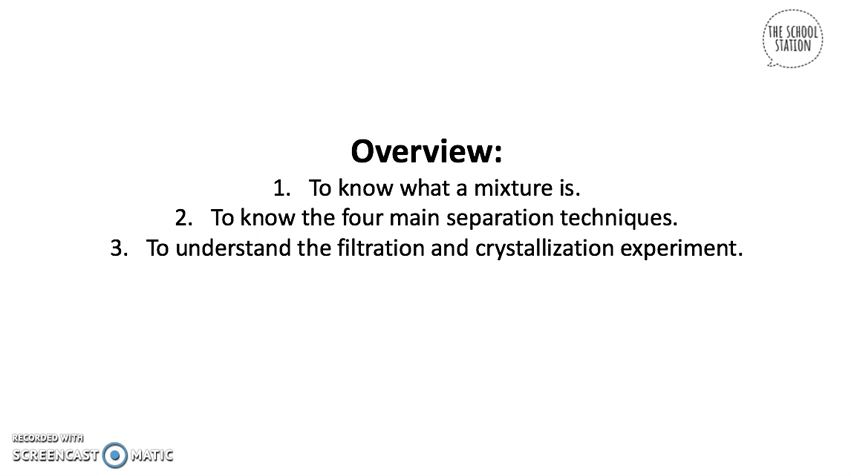 THE SCHOOL
STATION
Overview:
1. To know what a mixture is.
2. To know the four main separation techniques.
3. To understand the filtration and crystallization experiment.
RECORDED WITH
SCREENCAST MATIC